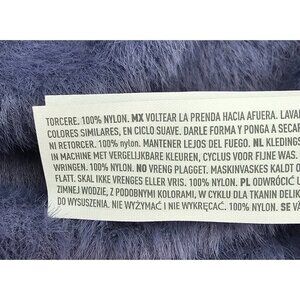 TORCERE. 100% NYLON. MX VOLTEAR LA PRENDA HACIA AFUERA. LAVAR
COLORES SIMILARES, EN CICLO SUAVE. DARLE FORMA Y PONGA A SECAR
NI RETORCER. 100% NYLON. MANTENER LEJOS DEL FUEGO. NL KLEDINGS
IN MACHINE MET VERGELIJKBARE KLEUREN, CYCLUS VOOR FIJNE WAS.
WRINGEN. 100% NYLON. NO VRENG PLAGGET. MASKINVASKES KALDT O
FLATT. SKAL IKKE VRENGES ELLER VRIS. 100% NYLON. PL ODWRÓCIĆ
ZIMNEJ WODZIE, Z PODOBNYMI KOLORAMI, W CYKLU DLA TKANIN DELIK
DO WYSUSZENIA. NIE WYŻYMAĆ I NIE WYKRĘCAĆ. 100% NYLON. SE VÄ